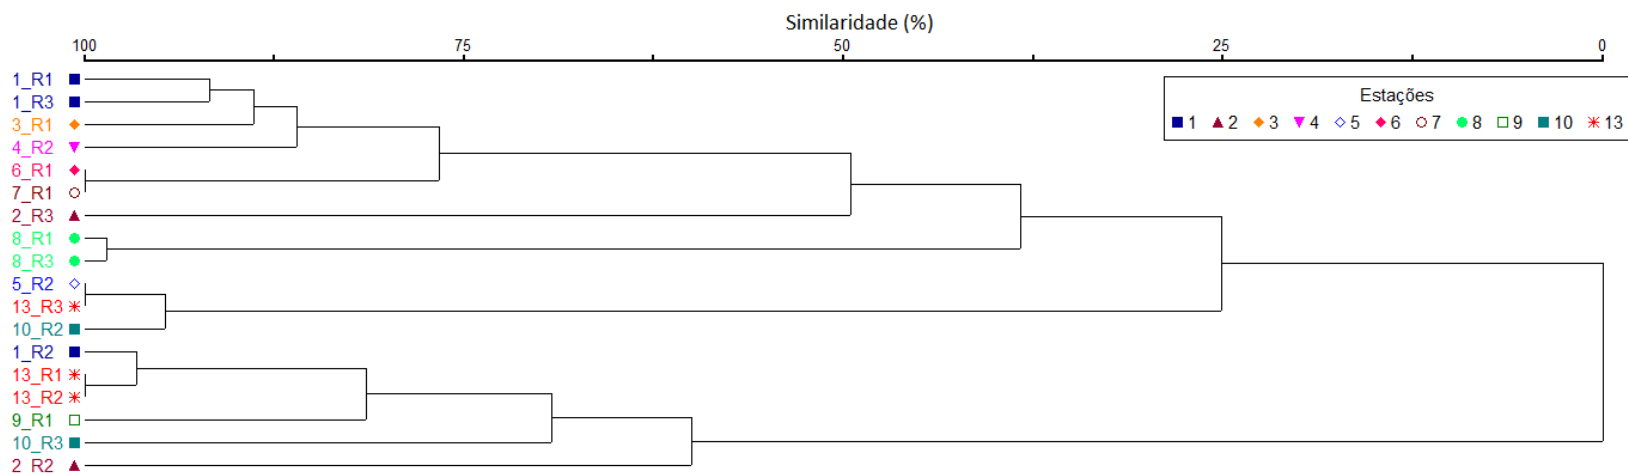 Similaridade (%)
100 75 50 25 0
1_R1
1_R3
3_R1
4_R2
6_R1
7_R1
2_R3
8_R1
8_R3
5_R2
13_R3
10_R2
1_R2
13_R1
13_R2
9_R1
10_R3
2_R2
Estações
1 2 3 4 5 6 7 8 9 10 13